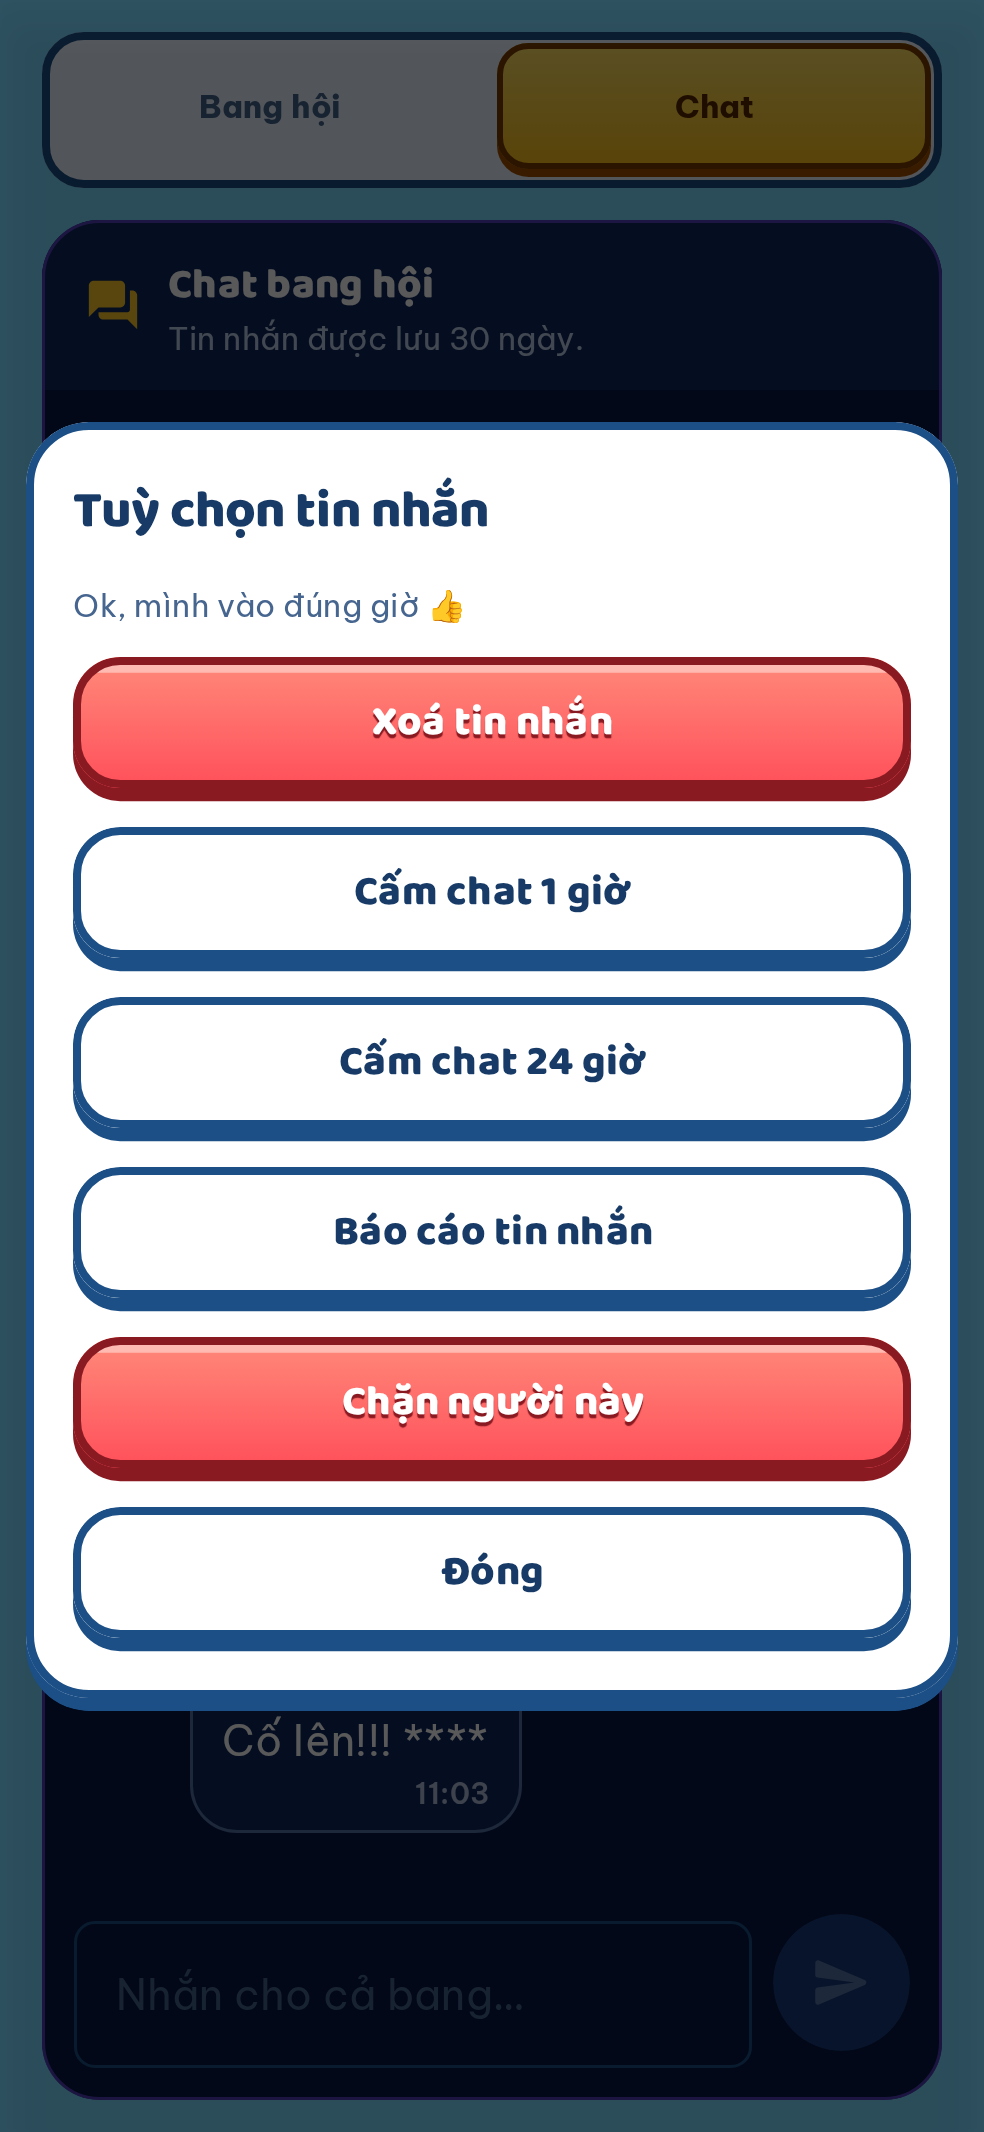 Bang hội
Chat
Chat bang hội
Tin nhắn được lưu 30 ngày.
Tuỳ chọn tin nhắn
Ok, mình vào đúng giờ 👍
Xoá tin nhắn
Cấm chat 1 giờ
Cấm chat 24 giờ
Báo cáo tin nhắn
Chặn người này
Đóng
Cố lên!!! ****
11:03
Nhắn cho cả bang...